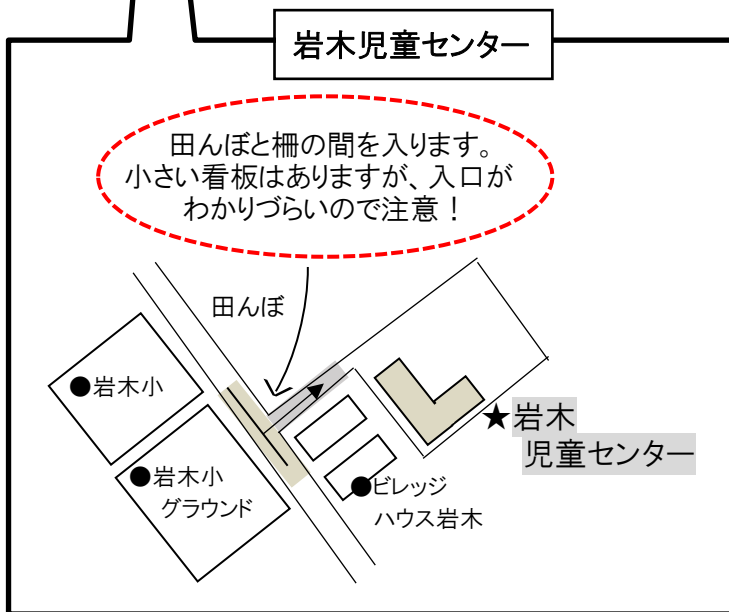 岩木児童センター
田んぼと柵の間を入ります。
小さい看板はありますが、入口が
わかりづらいので注意！
田んぼ
●岩木小
●岩木小
グラウンド
★岩木
児童センター
●ビレッジ
ハウス岩木